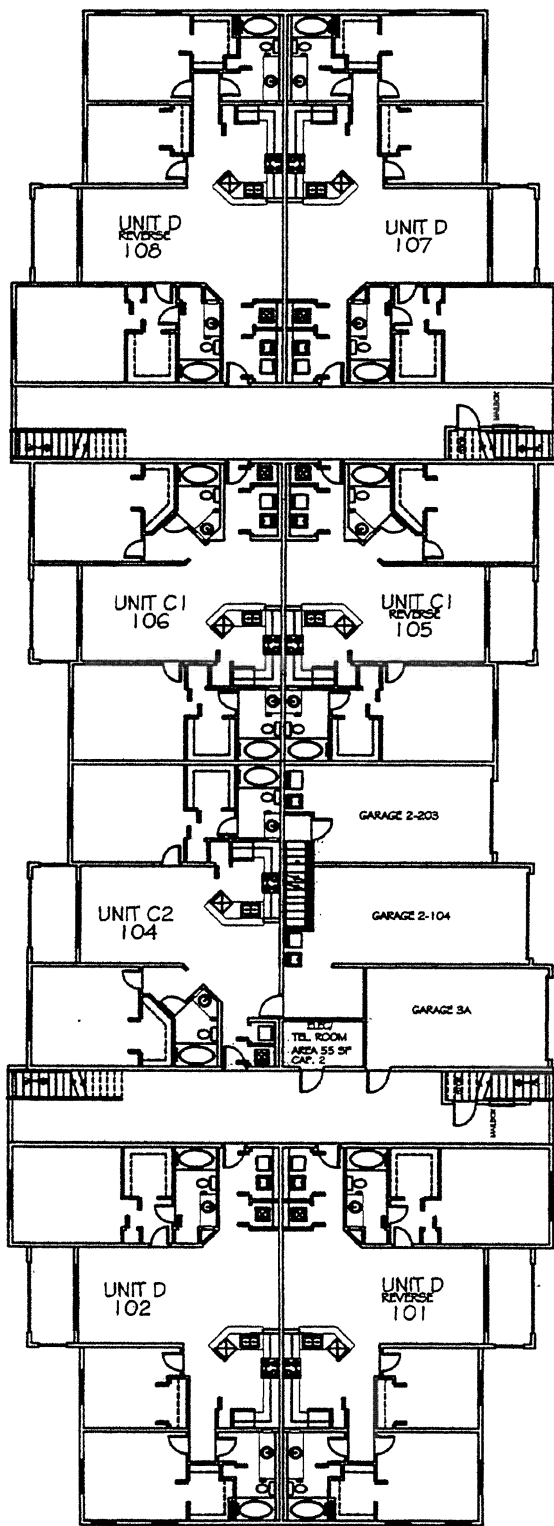 UNIT D
REVERSE
108
UNIT D
107
MAILBOX
UNIT C1
106
UNIT C1
REVERSE
105
GARAGE 2-203
UNIT C2
104
GARAGE 2-104
GARAGE 3A
ELEC/
TEL. ROOM
AREA 55 SF
CAP. 2
MAILBOX
UNIT D
102
UNIT D
REVERSE
101